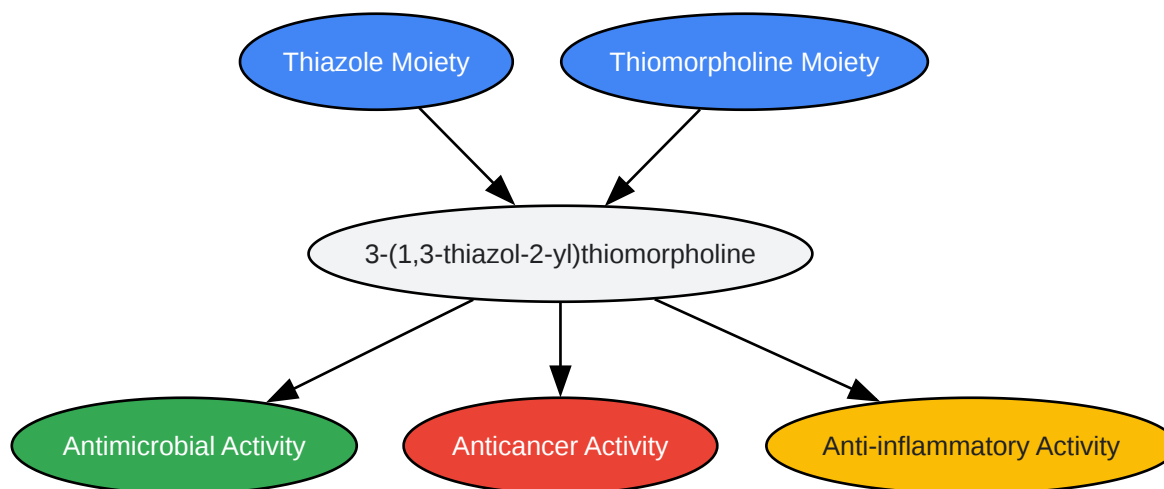 Thiazole Moiety
Thiomorpholine Moiety
3-(1,3-thiazol-2-yl)thiomorpholine
Antimicrobial Activity
Anticancer Activity
Anti-inflammatory Activity